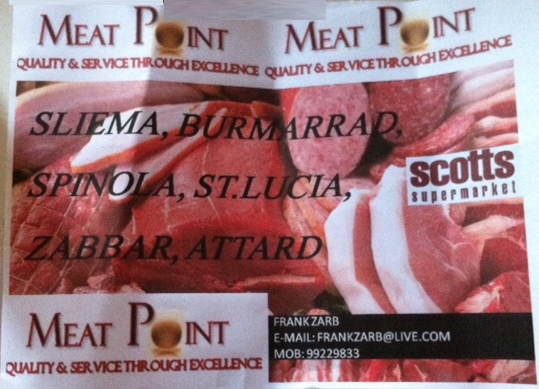 MEAT POINT
QUALITY & SERVICE THROUGH EXCELLENCE
MEAT POINT
QUALITY & SERVICE THROUGH EXCELLENCE
SLIEMA, BURMARRAD,
SPINOLA, ST.LUCIA,
ZABBAR, ATTARD
scotts
supermarket
MEAT POINT
QUALITY & SERVICE THROUGH EXCELLENCE
FRANK ZARB
E-MAIL: FRANKZARB@LIVE.COM
MOB: 99229833